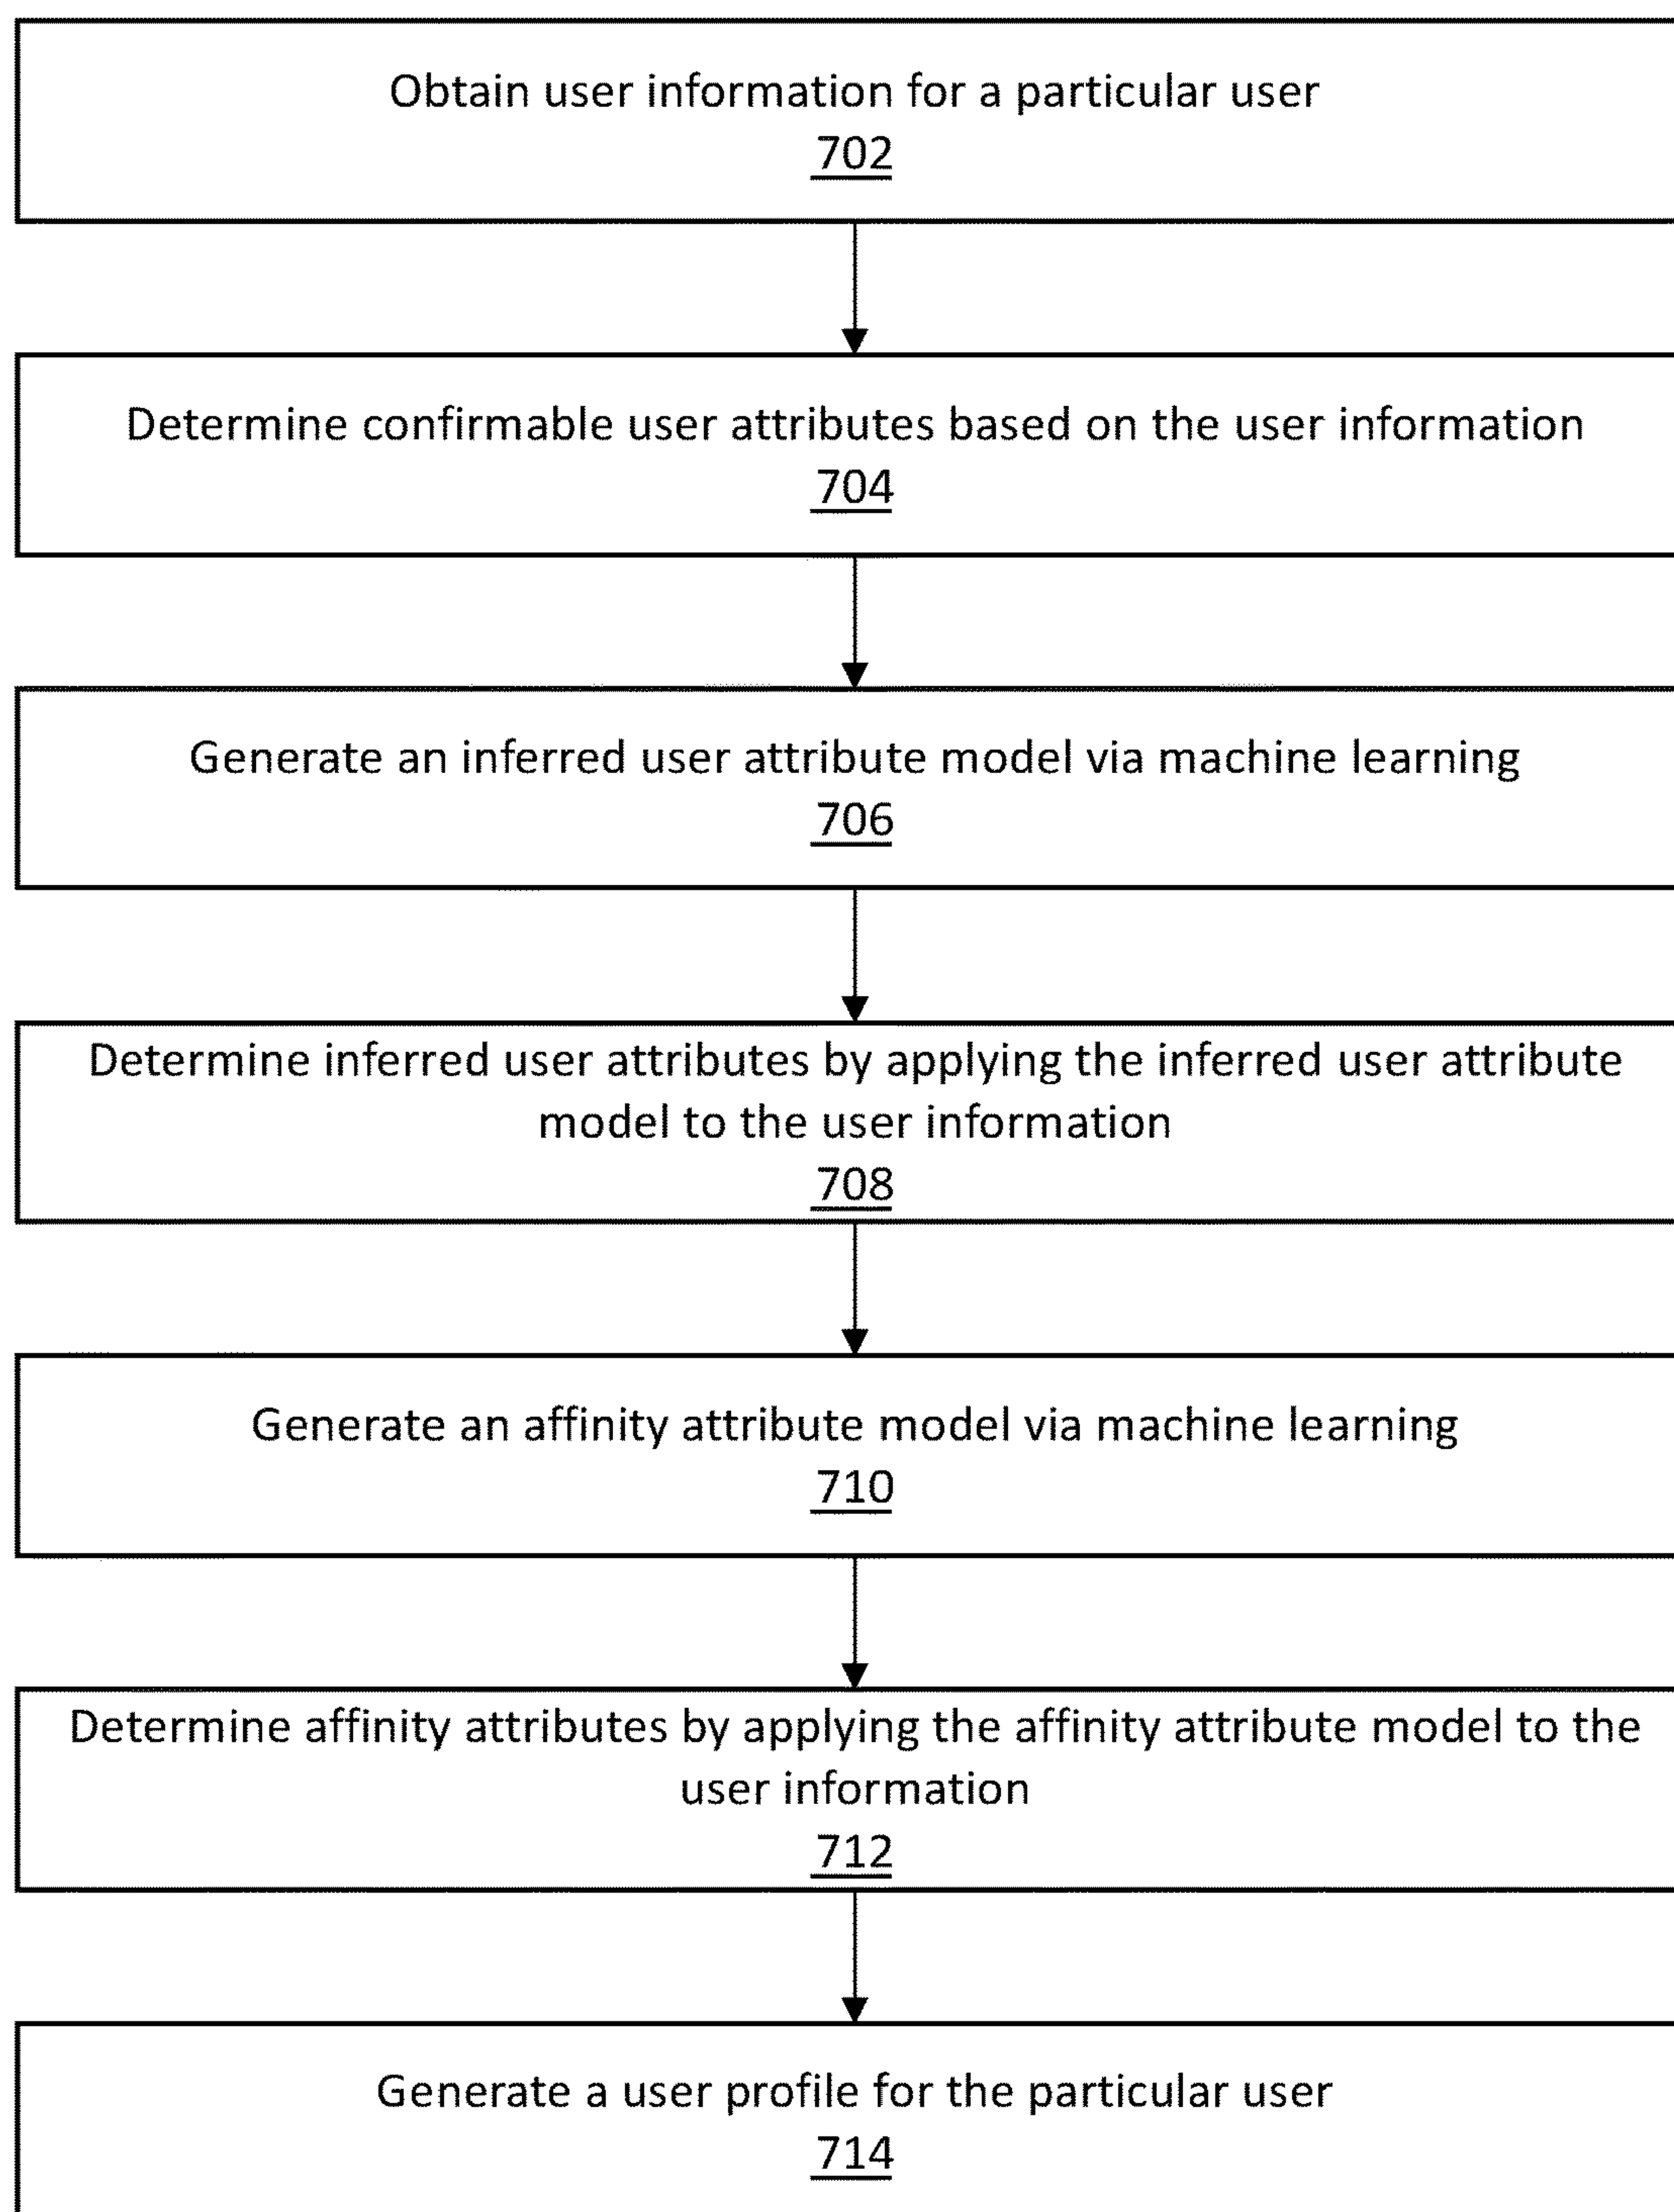 Obtain user information for a particular user
702
Determine confirmable user attributes based on the user information
704
Generate an inferred user attribute model via machine learning
706
Determine inferred user attributes by applying the inferred user attribute
model to the user information
708
Generate an affinity attribute model via machine learning
710
Determine affinity attributes by applying the affinity attribute model to the
user information
712
Generate a user profile for the particular user
714